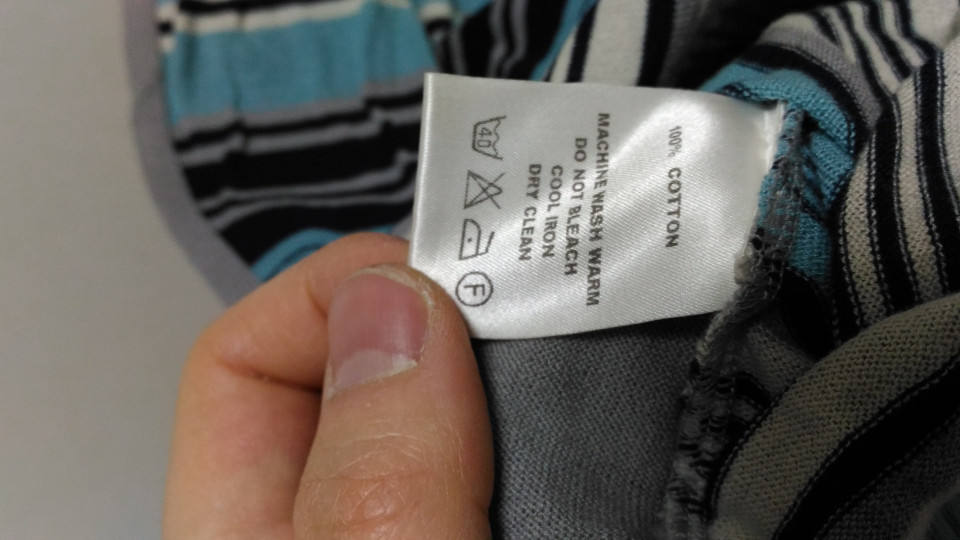 100% COTTON
MACHINE WASH WARM
DO NOT BLEACH
COOL IRON
DRY CLEAN
40
F